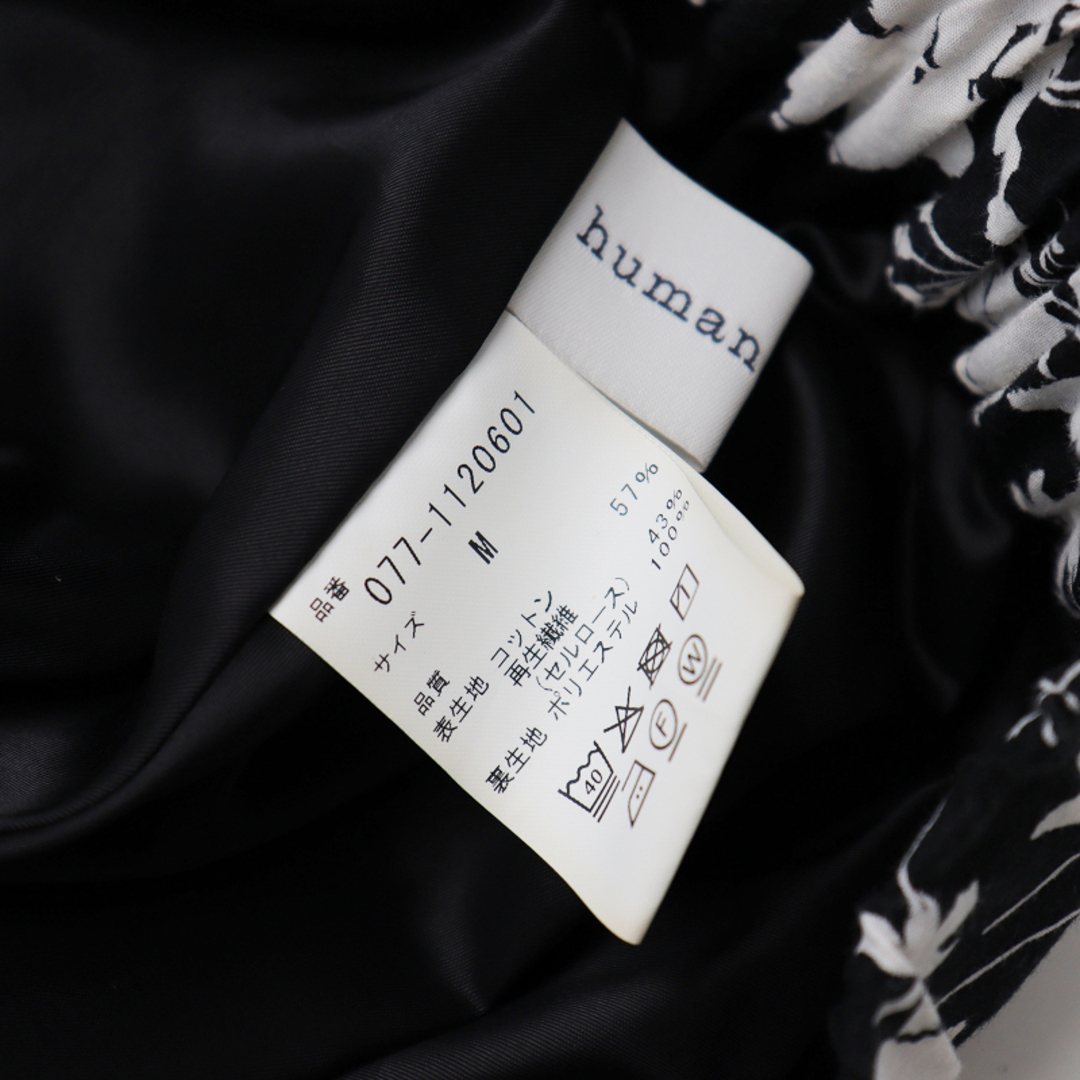 human
品番 077-1120601
サイズ M
品質
表生地 コットン 57%
再生繊維
(セルロース) 43%
裏生地 ポリエステル 100%
40
F
W